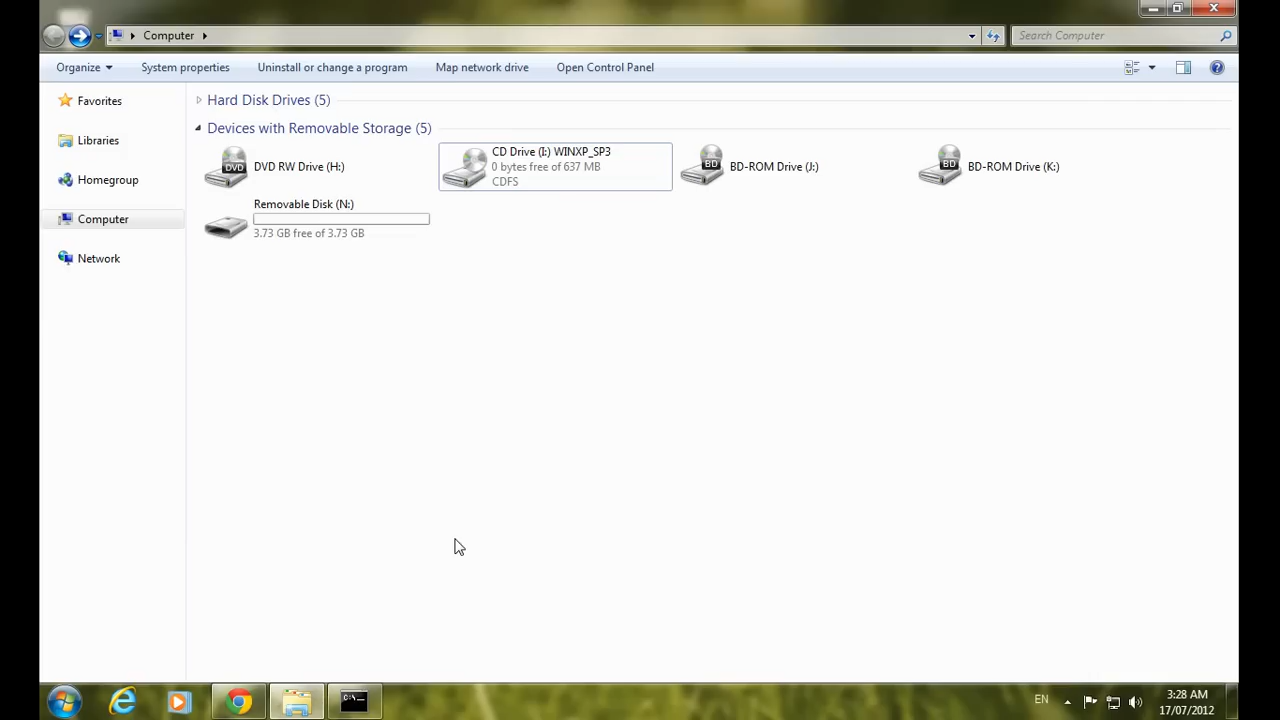 Computer
Search Computer
Organize
System properties
Uninstall or change a program
Map network drive
Open Control Panel
Favorites
Libraries
Homegroup
Computer
Network
Hard Disk Drives (5)
Devices with Removable Storage (5)
DVD
DVD RW Drive (H:)
CD Drive (I:) WINXP_SP3
0 bytes free of 637 MB
CDFS
BD
BD-ROM Drive (J:)
BD
BD-ROM Drive (K:)
Removable Disk (N:)
3.73 GB free of 3.73 GB
C:\_
EN
3:28 AM
17/07/2012